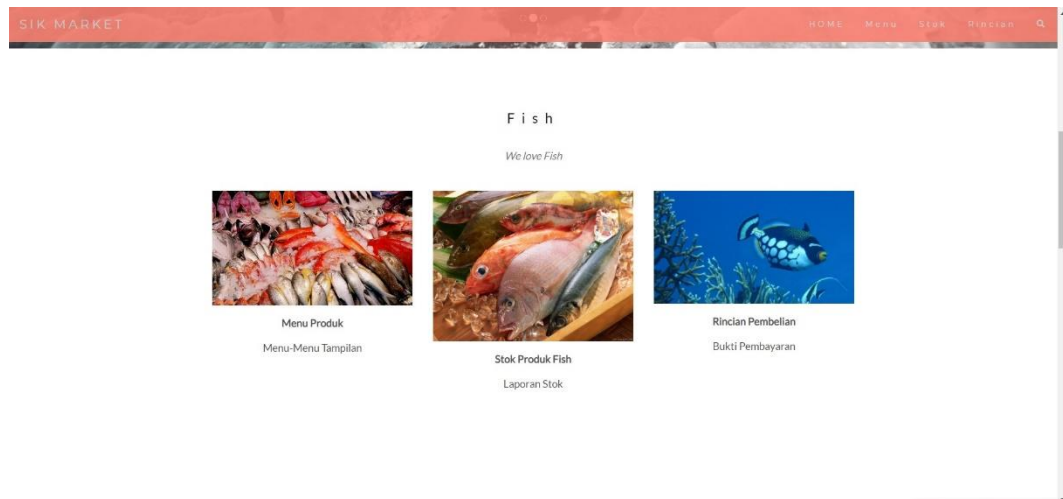 SIK MARKET
HOME Menu Stok Rincian
Fish
We love Fish
Menu Produk
Menu-Menu Tampilan
Stok Produk Fish
Laporan Stok
Rincian Pembelian
Bukti Pembayaran